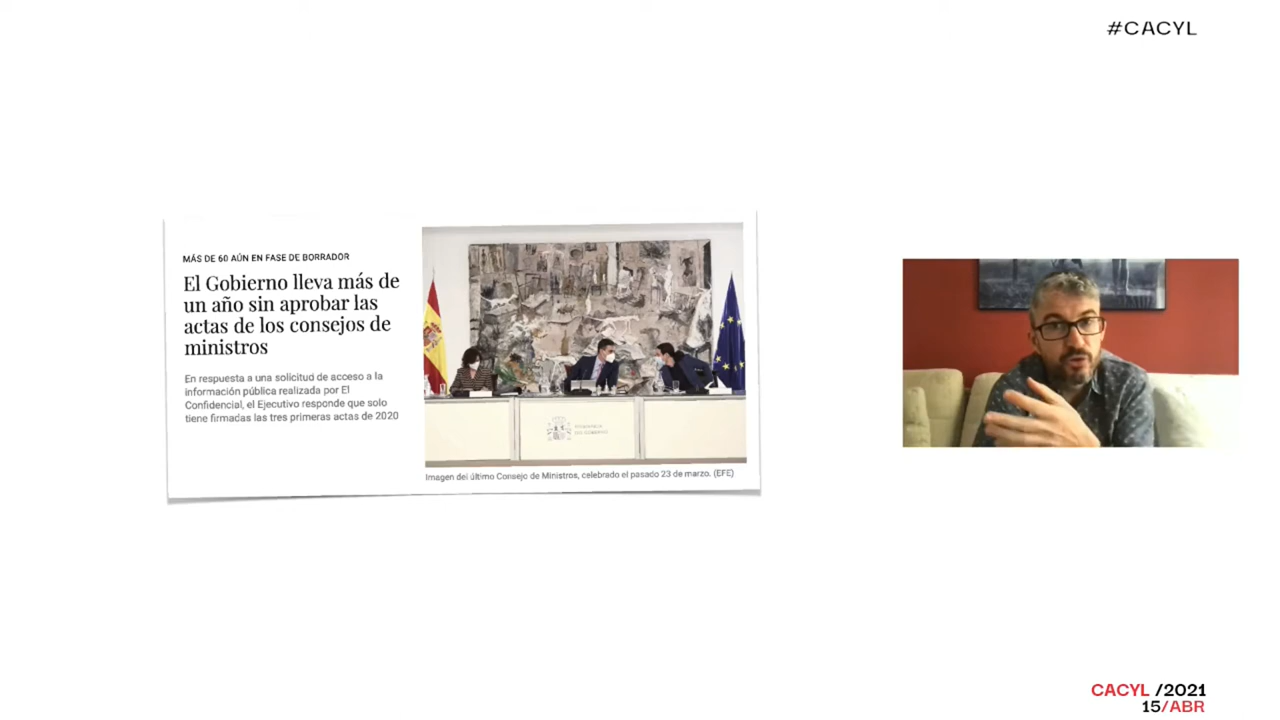 #CACYL
MÁS DE 60 AÚN EN FASE DE BORRADOR
El Gobierno lleva más de
un año sin aprobar las
actas de los consejos de
ministros
En respuesta a una solicitud de acceso a la
información pública realizada por El
Confidencial, el Ejecutivo responde que solo
tiene firmadas las tres primeras actas de 2020
PRESIDENCIA
DEL GOBIERNO
Imagen del último Consejo de Ministros, celebrado el pasado 23 de marzo. (EFE)
CACYL /2021
15/ABR